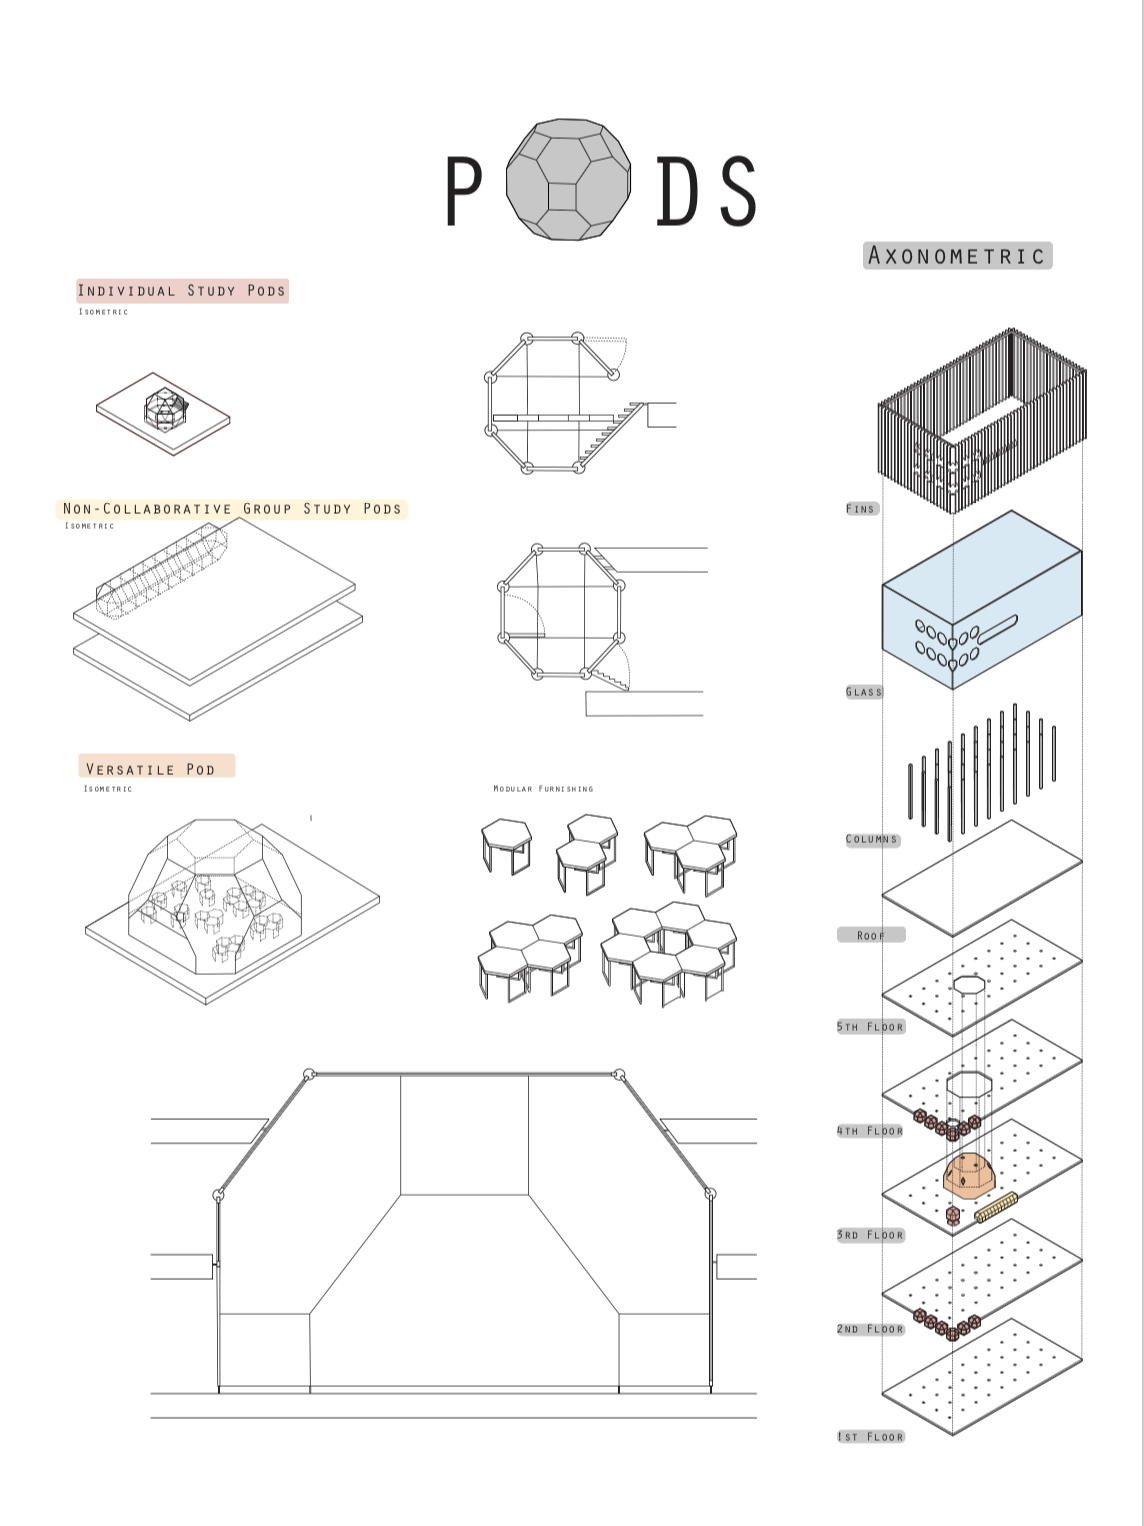 P DS
Axonometric
Individual Study Pods
Isometric
Non-Collaborative Group Study Pods
Isometric
Versatile Pod
Isometric
Modular Furnishing
Fins
Glass
Columns
Roof
5th Floor
4th Floor
3rd Floor
2nd Floor
1st Floor